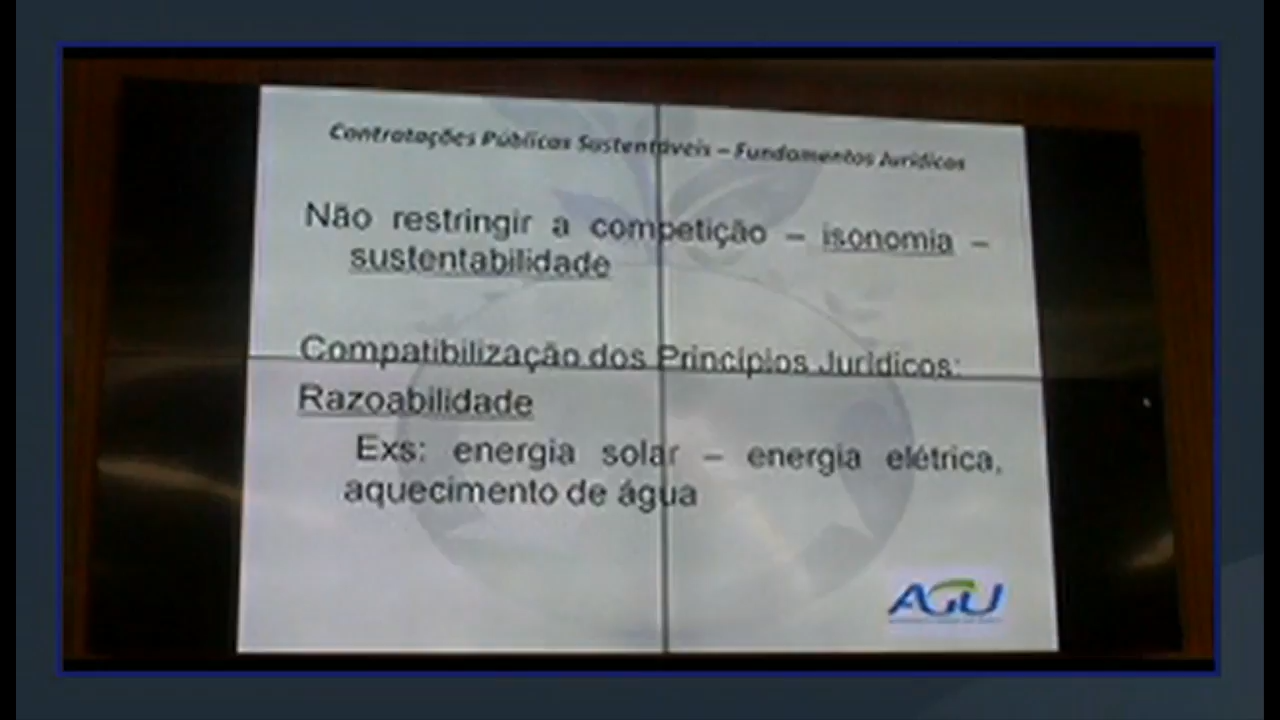 Contratações Públicas Sustentáveis – Fundamentos Jurídicos
Não restringir a competição – isonomia –
sustentabilidade
Compatibilização dos Princípios Jurídicos:
Razoabilidade
Exs: energia solar – energia elétrica,
aquecimento de água
AGU